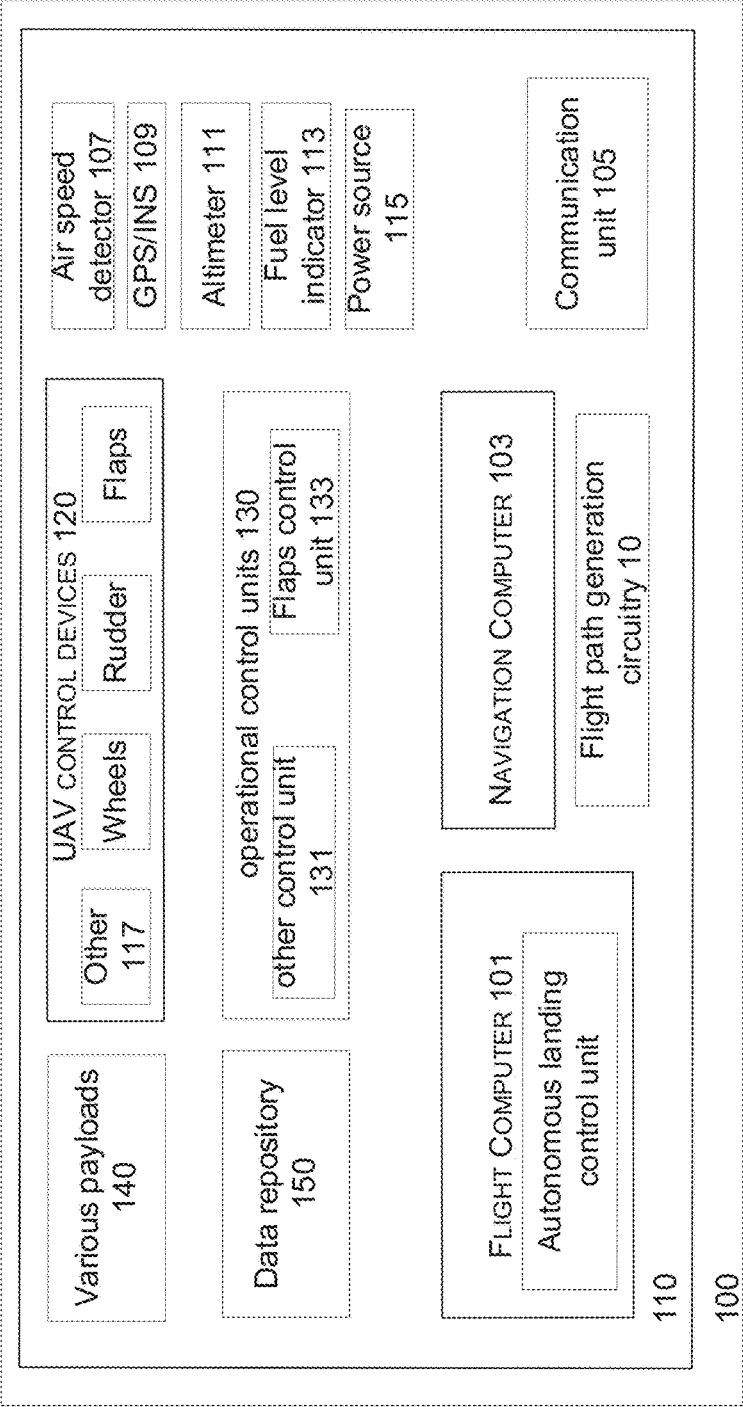 Various payloads
140
UAV CONTROL DEVICES 120
Other
117
Wheels
Rudder
Flaps
Air speed
detector 107
GPS/INS 109
Altimeter 111
Fuel level
indicator 113
Power source
115
Data repository
150
operational control units 130
other control unit
131
Flaps control
unit 133
FLIGHT COMPUTER 101
Autonomous landing
control unit
NAVIGATION COMPUTER 103
Flight path generation
circuitry 10
Communication
unit 105
110
100